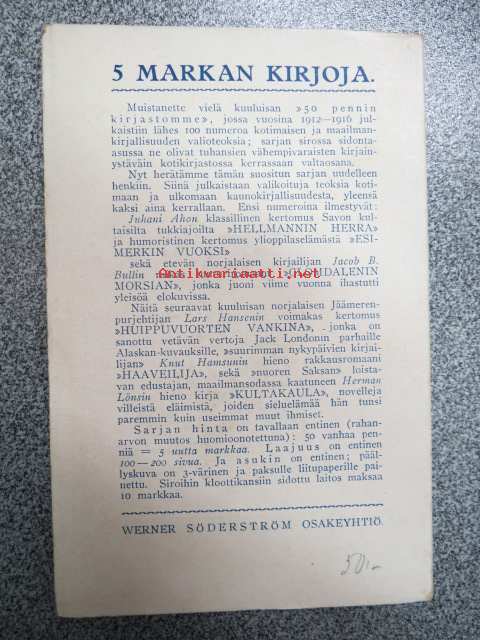 5 MARKAN KIRJOJA.
Muistanette vielä kuuluisan »50 pennin
kirjastomme», jossa vuosina 1912—1916 jul-
kaistiin lähes 100 numeroa kotimaisen ja maailman-
kirjallisuuden valioteoksia; sarjan sirossa sidonta-
asussa ne olivat tuhansien vähempivaraisten kirjain-
ystäväin kotikirjastossa kerrassaan valtaosana.
Nyt herätämme tämän suositun sarjan uudelleen
henkiin. Siinä julkaistaan valikoituja teoksia koti-
maan ja ulkomaan kaunokirjallisuudesta, yleensä
kaksi aina kerrallaan. Ensi numeroina ilmestyvät:
Juhani Ahon klassillinen kertomus Savon kul-
taisilta tukkiajoilta »HELLMANNIN HERRA»
ja humoristinen kertomus ylioppilaselämästä »ESI-
MERKIN VUOKSI»
sekä etevän norjalaisen kirjailijan Jacob B.
Bullin »GLOMDALENIN
MORSIAN», jonka juoni viime vuonna ihastutti
yleisöä elokuvissa.
Näitä seuraavat kuuluisan norjalaisen Jäämeren-
purjehtijan Lars Hansenin voimakas kertomus
»HUIPPUVUORTEN VANKINA», jonka on
sanottu vetävän vertoja Jack Londonin parhaille
Alaskan-kuvauksille, »suurimman nykypäivien kirjai-
lijan» Knut Hamsunin hieno rakkausromaani
»HAAVEILIJA», sekä »nuoren Saksan» loista-
van edustajan, maailmansodassa kaatuneen Herman
Lönsin hieno kirja »KULTAKAULA», novelleja
villeistä eläimistä, joiden sieluelämää hän tunsi
paremmin kuin useimmat muut ihmiset.
Sarjan hinta on tavallaan entinen (rahan-
arvon muutos huomioonotettuna): 50 vanhaa pen-
niä = 5 uutta markkaa. Laajuus on entinen
100—200 sivua. Ja asukin on entinen; pääl-
lyskuva on 3-värinen ja paksulle liitupaperille pai-
nettu. Siroihin kloottikansiin sidottu laitos maksaa
10 markkaa.
WERNER SÖDERSTRÖM OSAKEYHTIÖ.
Antikvariaatti.net